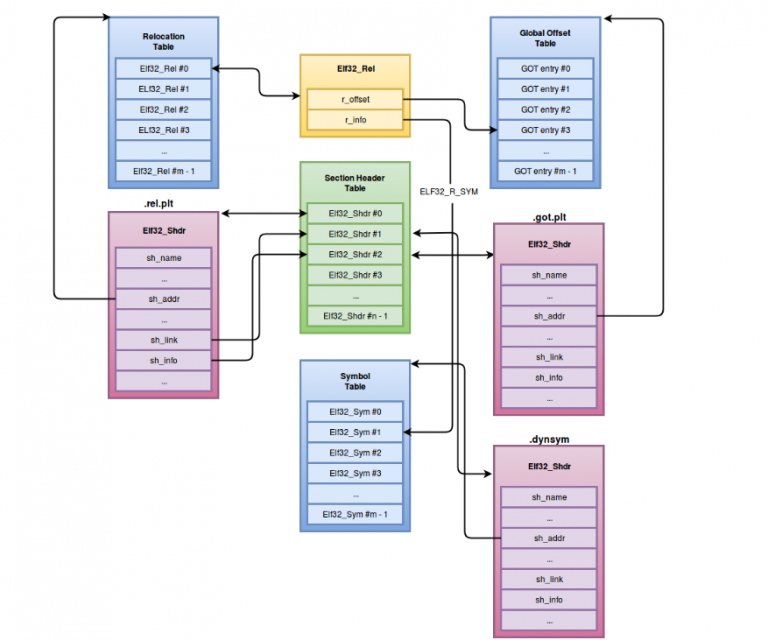 Relocation
Table
Elf32_Rel #0
ELf32_Rel #1
Elf32_Rel #2
ELf32_Rel #3
...
Elf32_Rel #m - 1
Elf32_Rel
r_offset
r_info
Global Offset
Table
GOT entry #0
GOT entry #1
GOT entry #2
GOT entry #3
...
GOT entry #m - 1
ELF32_R_SYM
.rel.plt
Elf32_Shdr
sh_name
...
sh_addr
...
sh_link
sh_info
...
Section Header
Table
Elf32_Shdr #0
Elf32_Shdr #1
Elf32_Shdr #2
Elf32_Shdr #3
...
Elf32_Shdr #n - 1
.got.plt
Elf32_Shdr
sh_name
...
sh_addr
...
sh_link
sh_info
...
Symbol
Table
Elf32_Sym #0
Elf32_Sym #1
Elf32_Sym #2
Elf32_Sym #3
...
Elf32_Sym #m - 1
.dynsym
Elf32_Shdr
sh_name
...
sh_addr
...
sh_link
sh_info
...